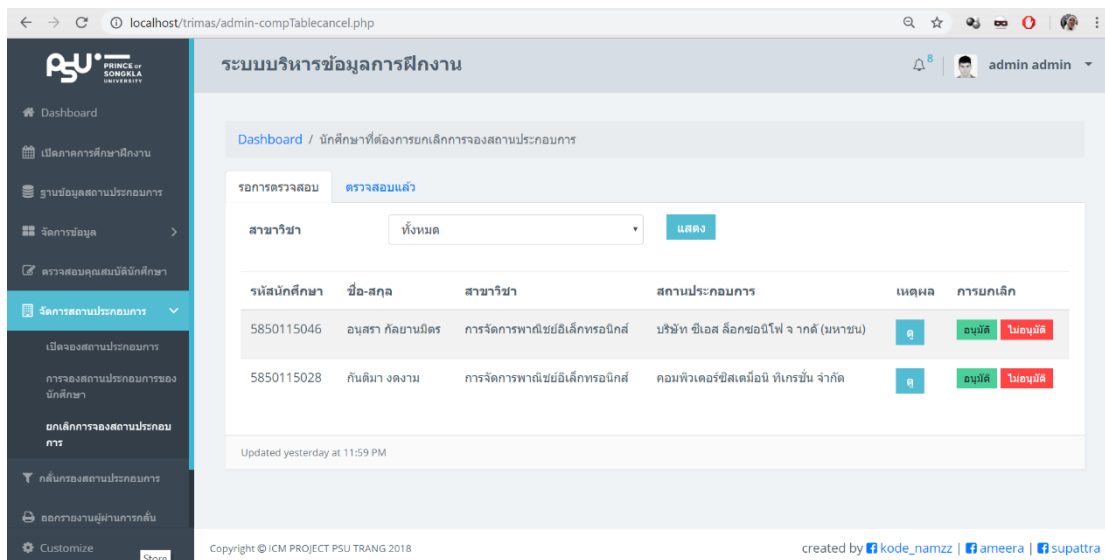 localhost/trimas/admin-compTablecancel.php
PSU PRINCE OF SONGKLA UNIVERSITY
ระบบบริหารข้อมูลการฝึกงาน
8
admin admin
Dashboard
เปิดภาคการศึกษาฝึกงาน
ฐานข้อมูลสถานประกอบการ
จัดการข้อมูล
ตรวจสอบคุณสมบัตินักศึกษา
จัดการสถานประกอบการ
เปิดจองสถานประกอบการ
การจองสถานประกอบการของ
นักศึกษา
ยกเลิกการจองสถานประกอบ
การ
กลั่นกรองสถานประกอบการ
ออกรายงานผู้ผ่านการกลั่น
Customize
Store
Dashboard / นักศึกษาที่ต้องการยกเลิกการจองสถานประกอบการ
รอการตรวจสอบ ตรวจสอบแล้ว
สาขาวิชา ทั้งหมด แสดง
รหัสนักศึกษา ชื่อ-สกุล สาขาวิชา สถานประกอบการ เหตุผล การยกเลิก
5850115046 อนุสรา กัลยานมิตร การจัดการพาณิชย์อิเล็กทรอนิกส์ บริษัท ซีเอส ล็อกซอินโฟ จ ากดั (มหาชน) ดู อนุมัติ ไม่อนุมัติ
5850115028 กันติมา งดงาม การจัดการพาณิชย์อิเล็กทรอนิกส์ คอมพิวเตอร์ซิสเต็อมินิ ทิเกรชั่น จำกัด ดู อนุมัติ ไม่อนุมัติ
Updated yesterday at 11:59 PM
Copyright © ICM PROJECT PSU TRANG 2018
created by kode_namzz | ameera | supattra